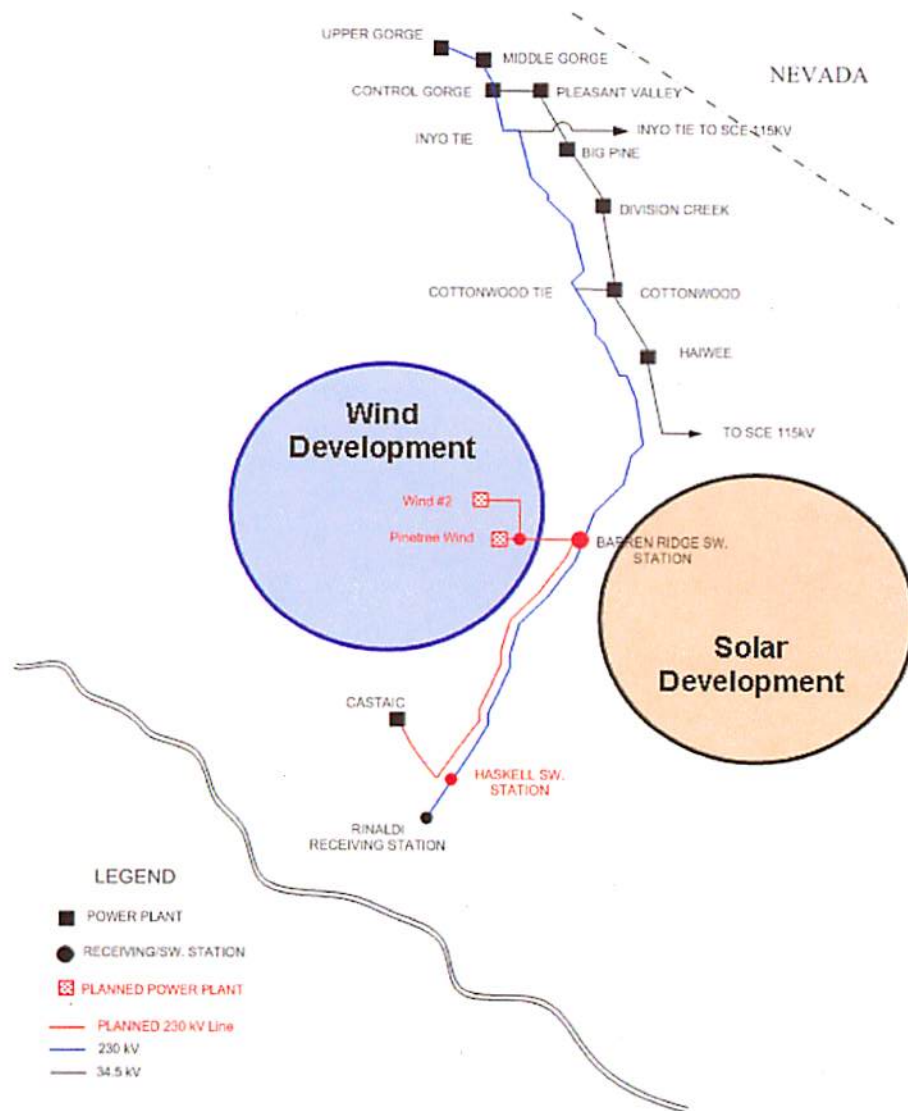 UPPER GORGE
MIDDLE GORGE
NEVADA
CONTROL GORGE
PLEASANT VALLEY
INYO TIE
INYO TIE TO SCE 115KV
BIG PINE
DIVISION CREEK
COTTONWOOD TIE
COTTONWOOD
HAIWEE
Wind
Development
TO SCE 115kV
Wind #2
Pinetree Wind
BARREN RIDGE SW.
STATION
Solar
Development
CASTAIC
HASKELL SW.
STATION
RINALDI
RECEIVING STATION
LEGEND
POWER PLANT
RECEIVING/SW. STATION
PLANNED POWER PLANT
PLANNED 230 kV Line
230 kV
34.5 kV